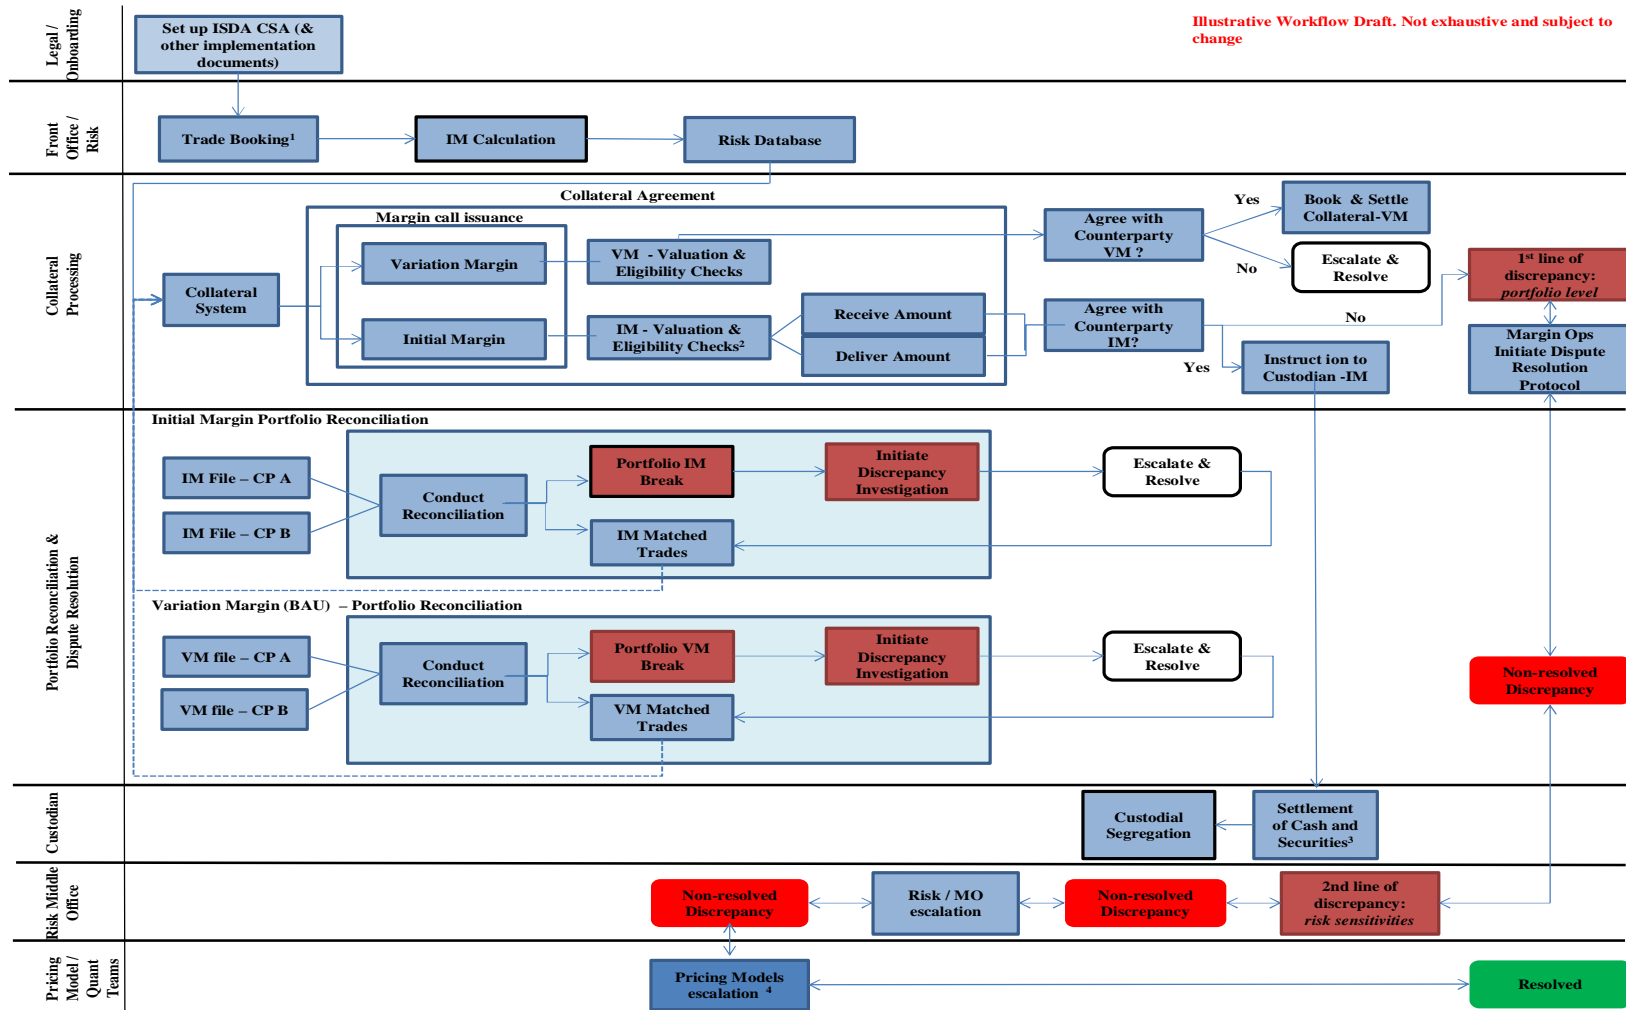 Illustrative Workflow Draft. Not exhaustive and subject to
change
Legal /
Onboarding
Set up ISDA CSA (&
other implementation
documents)
Front
Office /
Risk
Trade Booking¹
IM Calculation
Risk Database
Collateral
Processing
Collateral Agreement
Margin call issuance
Collateral
System
Variation Margin
Initial Margin
VM - Valuation &
Eligibility Checks
IM - Valuation &
Eligibility Checks²
Receive Amount
Deliver Amount
Agree with
Counterparty
VM ?
Yes
No
Book & Settle
Collateral-VM
Escalate &
Resolve
Agree with
Counterparty
IM?
No
Yes
Instruct ion to
Custodian -IM
1st line of
discrepancy:
portfolio level
Margin Ops
Initiate Dispute
Resolution
Protocol
Portfolio Reconciliation &
Dispute Resolution
Initial Margin Portfolio Reconciliation
IM File – CP A
IM File – CP B
Conduct
Reconciliation
Portfolio IM
Break
IM Matched
Trades
Initiate
Discrepancy
Investigation
Escalate &
Resolve
Variation Margin (BAU) – Portfolio Reconciliation
VM file – CP A
VM file – CP B
Conduct
Reconciliation
Portfolio VM
Break
VM Matched
Trades
Initiate
Discrepancy
Investigation
Escalate &
Resolve
Non-resolved
Discrepancy
Custodian
Custodial
Segregation
Settlement
of Cash and
Securities³
Risk Middle
Office
Non-resolved
Discrepancy
Risk / MO
escalation
Non-resolved
Discrepancy
2nd line of
discrepancy:
risk sensitivities
Pricing
Model /
Quant
Teams
Pricing Models
escalation ⁴
Resolved